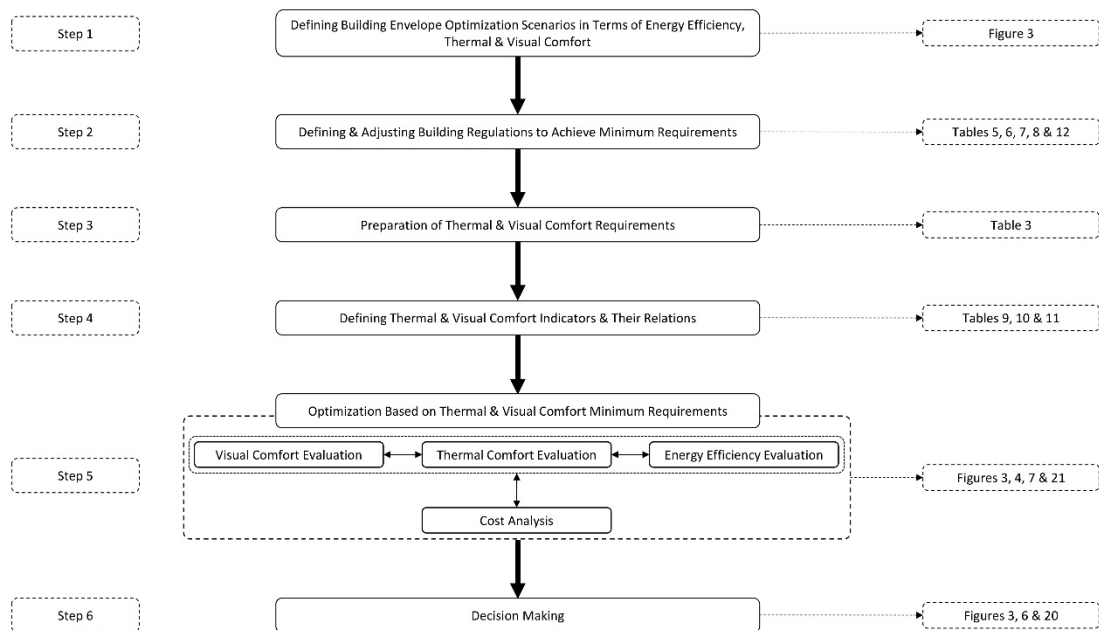 Step 1
Defining Building Envelope Optimization Scenarios in Terms of Energy Efficiency,
Thermal & Visual Comfort
Figure 3
Step 2
Defining & Adjusting Building Regulations to Achieve Minimum Requirements
Tables 5, 6, 7, 8 & 12
Step 3
Preparation of Thermal & Visual Comfort Requirements
Table 3
Step 4
Defining Thermal & Visual Comfort Indicators & Their Relations
Tables 9, 10 & 11
Step 5
Optimization Based on Thermal & Visual Comfort Minimum Requirements
Visual Comfort Evaluation
Thermal Comfort Evaluation
Energy Efficiency Evaluation
Cost Analysis
Figures 3, 4, 7 & 21
Step 6
Decision Making
Figures 3, 6 & 20